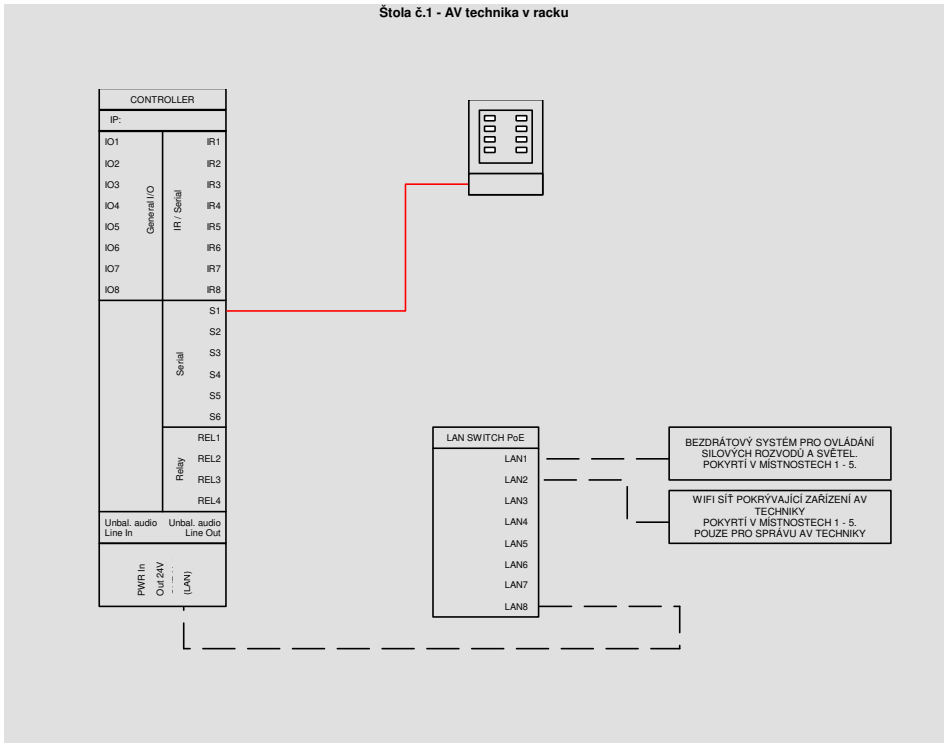 Štola č.1 - AV technika v racku
CONTROLLER
IP:
IO1
IO2
IO3
IO4
IO5
IO6
IO7
IO8
General I/O
IR / Serial
IR1
IR2
IR3
IR4
IR5
IR6
IR7
IR8
Serial
S1
S2
S3
S4
S5
S6
Relay
REL1
REL2
REL3
REL4
Unbal. audio
Line In
Unbal. audio
Line Out
PWR In
Out 24V
(LAN)
LAN SWITCH PoE
LAN1
LAN2
LAN3
LAN4
LAN5
LAN6
LAN7
LAN8
BEZDRÁTOVÝ SYSTÉM PRO OVLÁDÁNÍ
SILOVÝCH ROZVODŮ A SVĚTEL.
POKYRTÍ V MÍSTNOSTECH 1 - 5.
WIFI SÍŤ POKRÝVAJÍCÍ ZAŘÍZENÍ AV
TECHNIKY
POKYRTÍ V MÍSTNOSTECH 1 - 5.
POUZE PRO SPRÁVU AV TECHNIKY